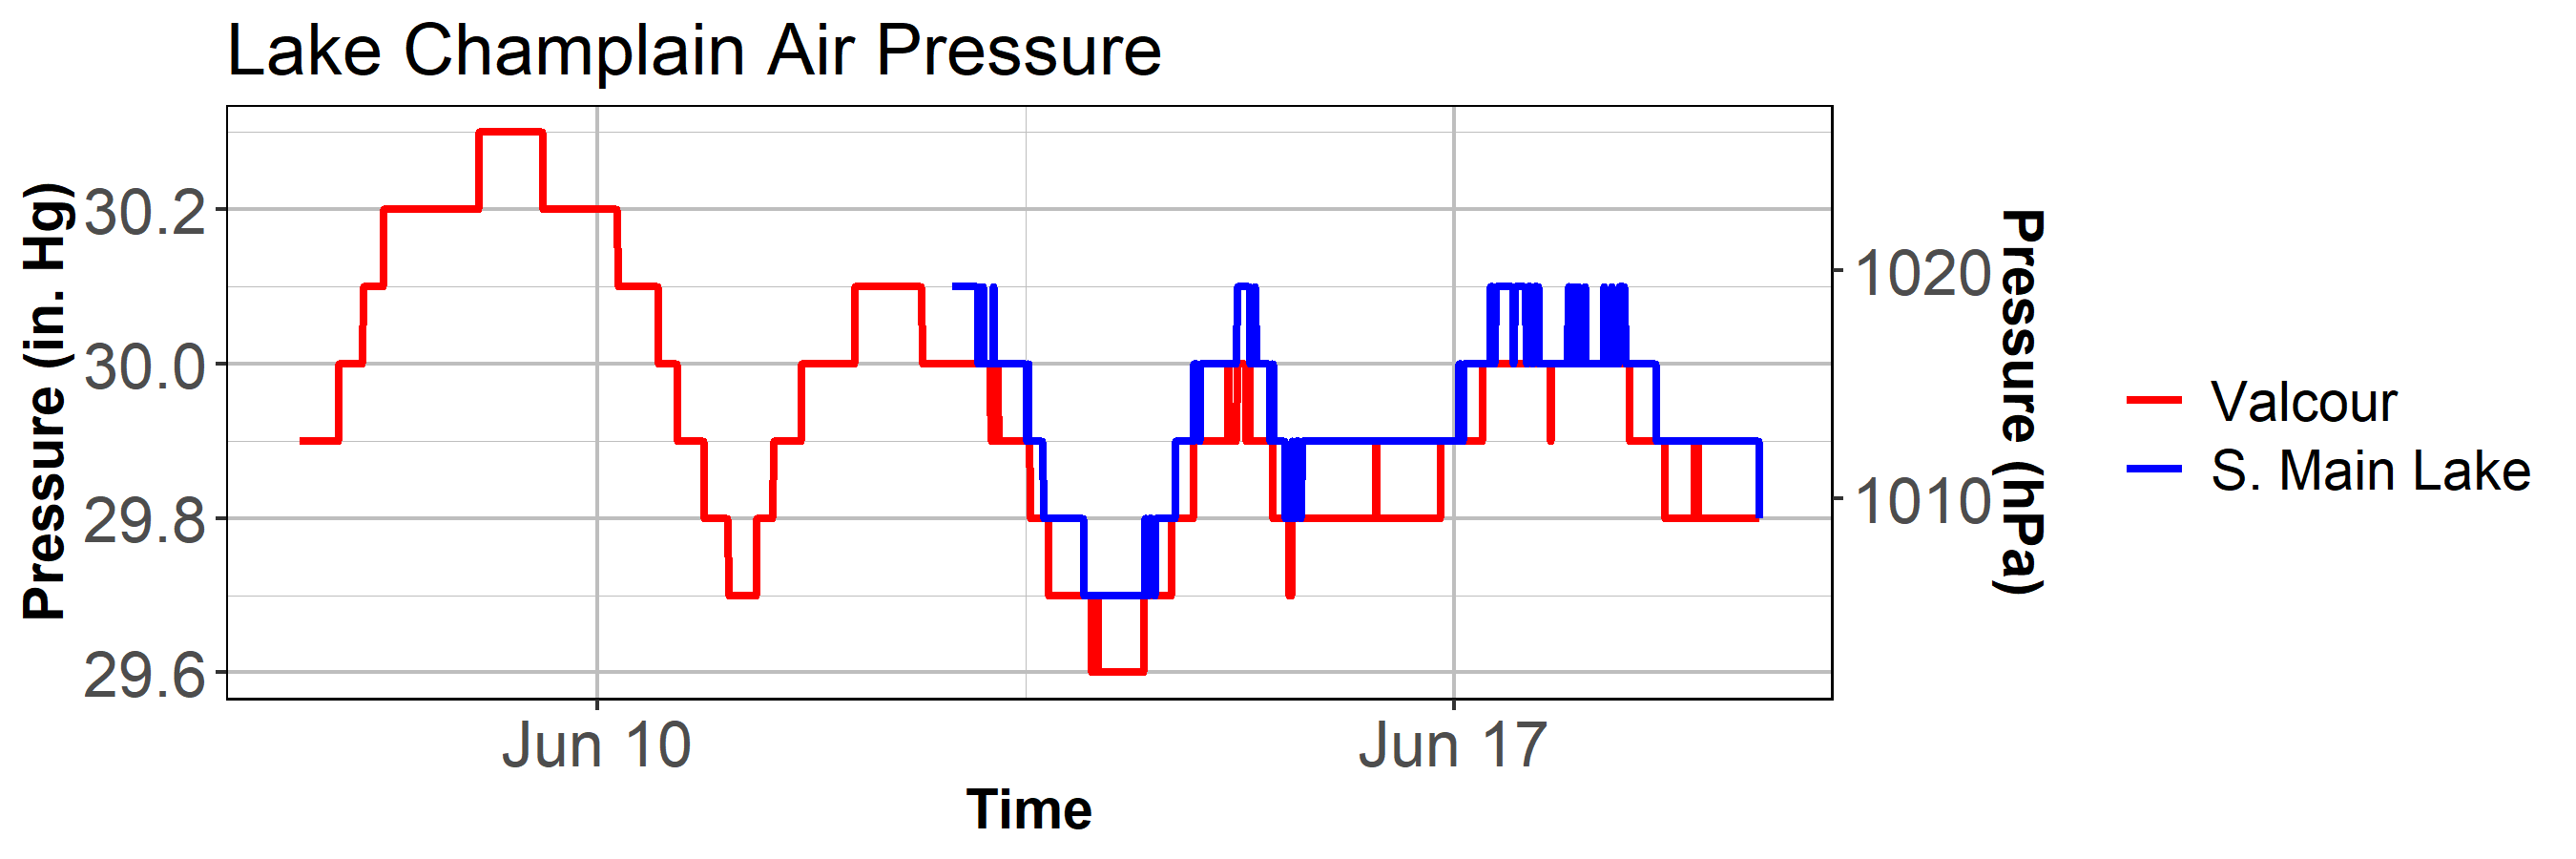 Lake Champlain Air Pressure
Pressure (in. Hg)
30.2
30.0
29.8
29.6
Jun 10
Jun 17
Time
1020
1010
Pressure (hPa)
Valcour
S. Main Lake